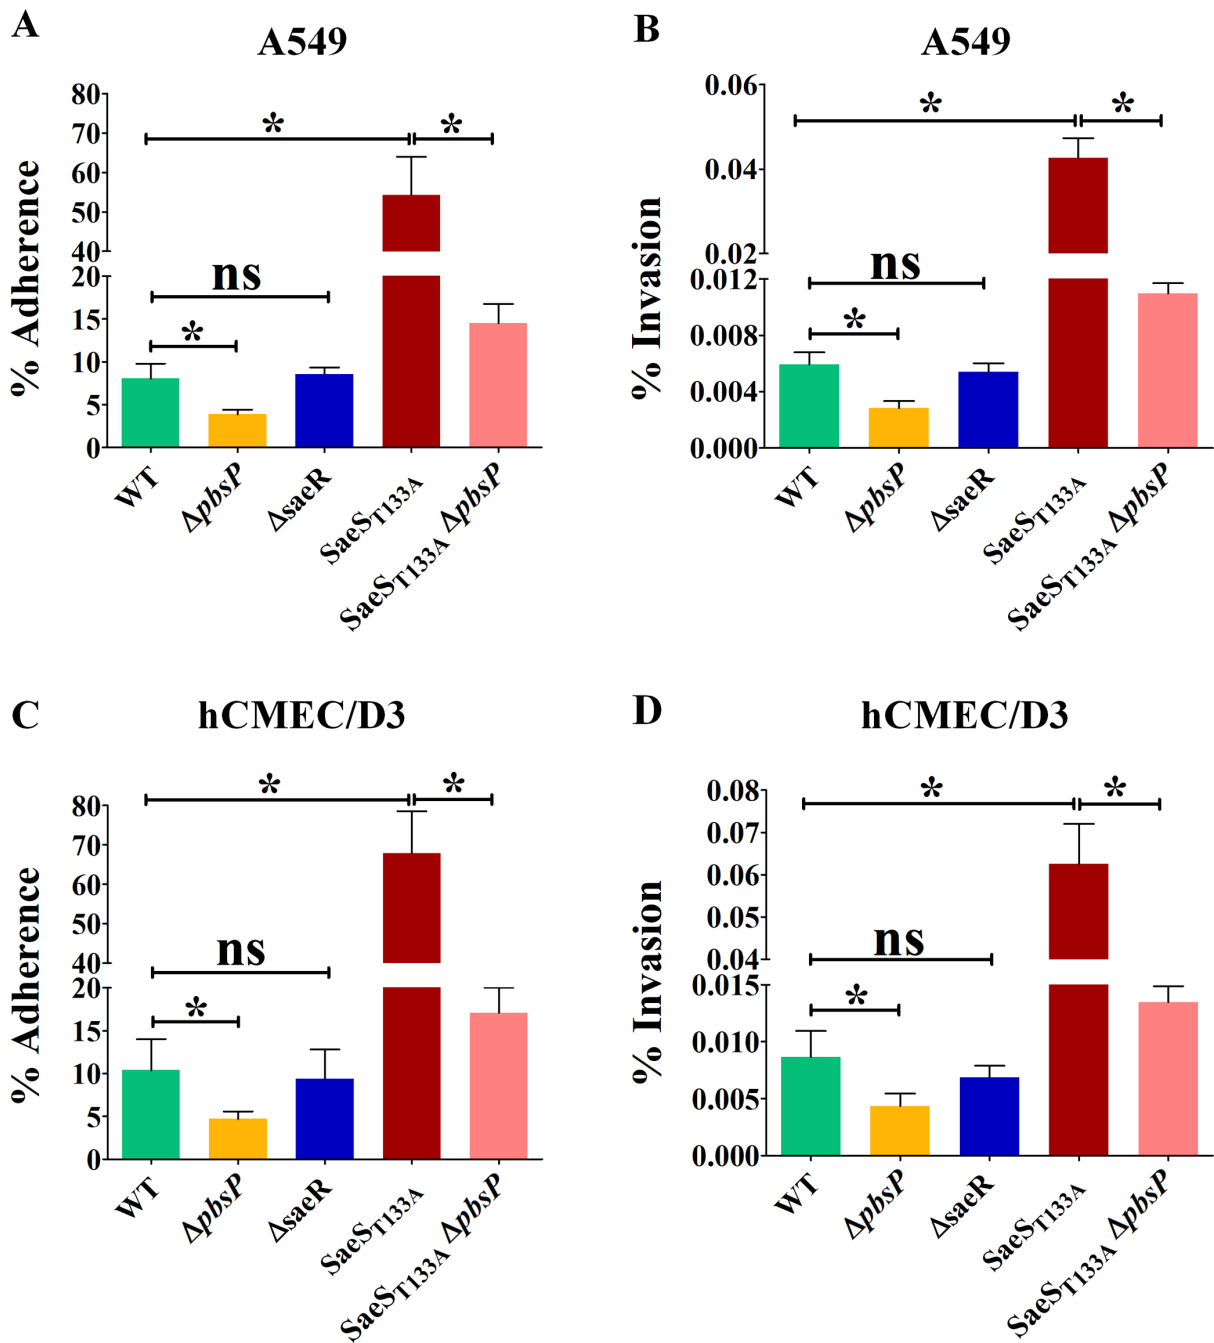 A
A549
% Adherence
80
70
60
50
40
20
15
10
5
0
*
*
ns
*
WT
ΔpbsP
ΔsaeR
SaeST133A
SaeST133A ΔpbsP
B
A549
% Invasion
0.06
0.04
0.02
0.012
0.008
0.004
0.000
*
*
ns
*
WT
ΔpbsP
ΔsaeR
SaeST133A
SaeST133A ΔpbsP
C
hCMEC/D3
% Adherence
80
70
60
50
40
20
15
10
5
0
*
*
ns
*
WT
ΔpbsP
ΔsaeR
SaeST133A
SaeST133A ΔpbsP
D
hCMEC/D3
% Invasion
0.08
0.07
0.06
0.05
0.04
0.015
0.010
0.005
0.000
*
*
ns
*
WT
ΔpbsP
ΔsaeR
SaeST133A
SaeST133A ΔpbsP